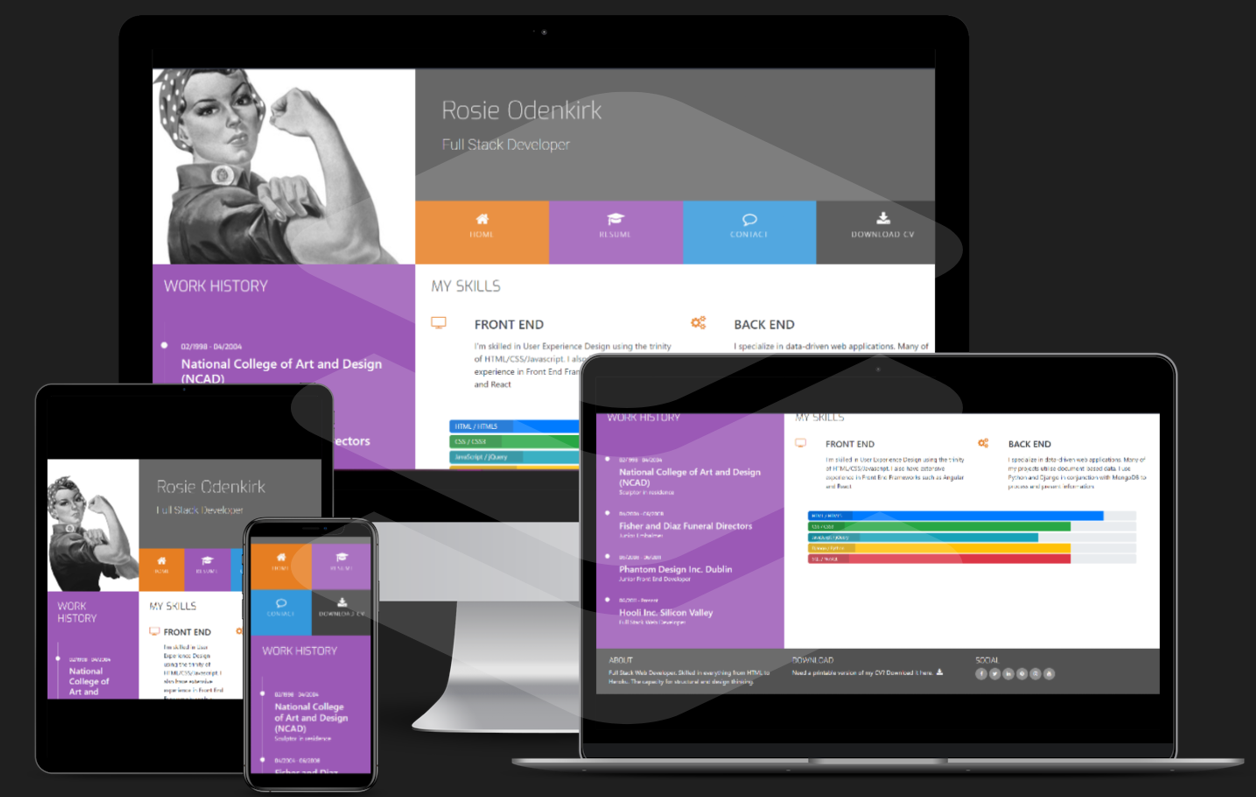 Rosie Odenkirk
Full Stack Developer
HOME
RESUME
CONTACT
DOWNLOAD CV
WORK HISTORY
02/1998 - 04/2004
National College of Art and Design
(NCAD)
ectors
MY SKILLS
FRONT END
I'm skilled in User Experience Design using the trinity
of HTML/CSS/Javascript. I also
experience in Front End Fram
and React
BACK END
I specialize in data-driven web applications. Many of
HTML / HTML5
CSS / CSS3
JavaScript / jQuery
Rosie Odenkirk
Full Stack Developer
HOME
RESUME
WORK
HISTORY
02/1998 - 04/2004
National
College of
Art and
MY SKILLS
FRONT END
I'm skilled in User
Experience Design
using the trinity of
HTML/CSS/Javascript. I
also have extensive
experience in Front End
HOME
RESUME
CONTACT
DOWNLOAD CV
WORK HISTORY
02/1998 - 04/2004
National College
of Art and Design
(NCAD)
Sculptor in residence
04/2004 - 06/2008
Fisher and Diaz
WORK HISTORY
02/1998 - 04/2004
National College of Art and Design
(NCAD)
Sculptor in residence
04/2004 - 06/2008
Fisher and Diaz Funeral Directors
Junior Embalmer
Phantom Design Inc. Dublin
Junior Front End Developer
Hooli Inc. Silicon Valley
Full Stack Web Developer
MY SKILLS
FRONT END
I'm skilled in User Experience Design using the trinity
of HTML/CSS/Javascript. I also have extensive
experience in Front End Frameworks such as Angular
and React
BACK END
I specialize in data-driven web applications. Many of
my projects utilise document-based data. I use
Python and Django in conjunction with MongoDB to
process and present information.
HTML / HTML5
CSS / CSS3
JavaScript / jQuery
ABOUT
Full Stack Web Developer. Skilled in everything from HTML to
Heroku. The capacity for structural and design thinking.
DOWNLOAD
Need a printable version of my CV? Download it here.
SOCIAL